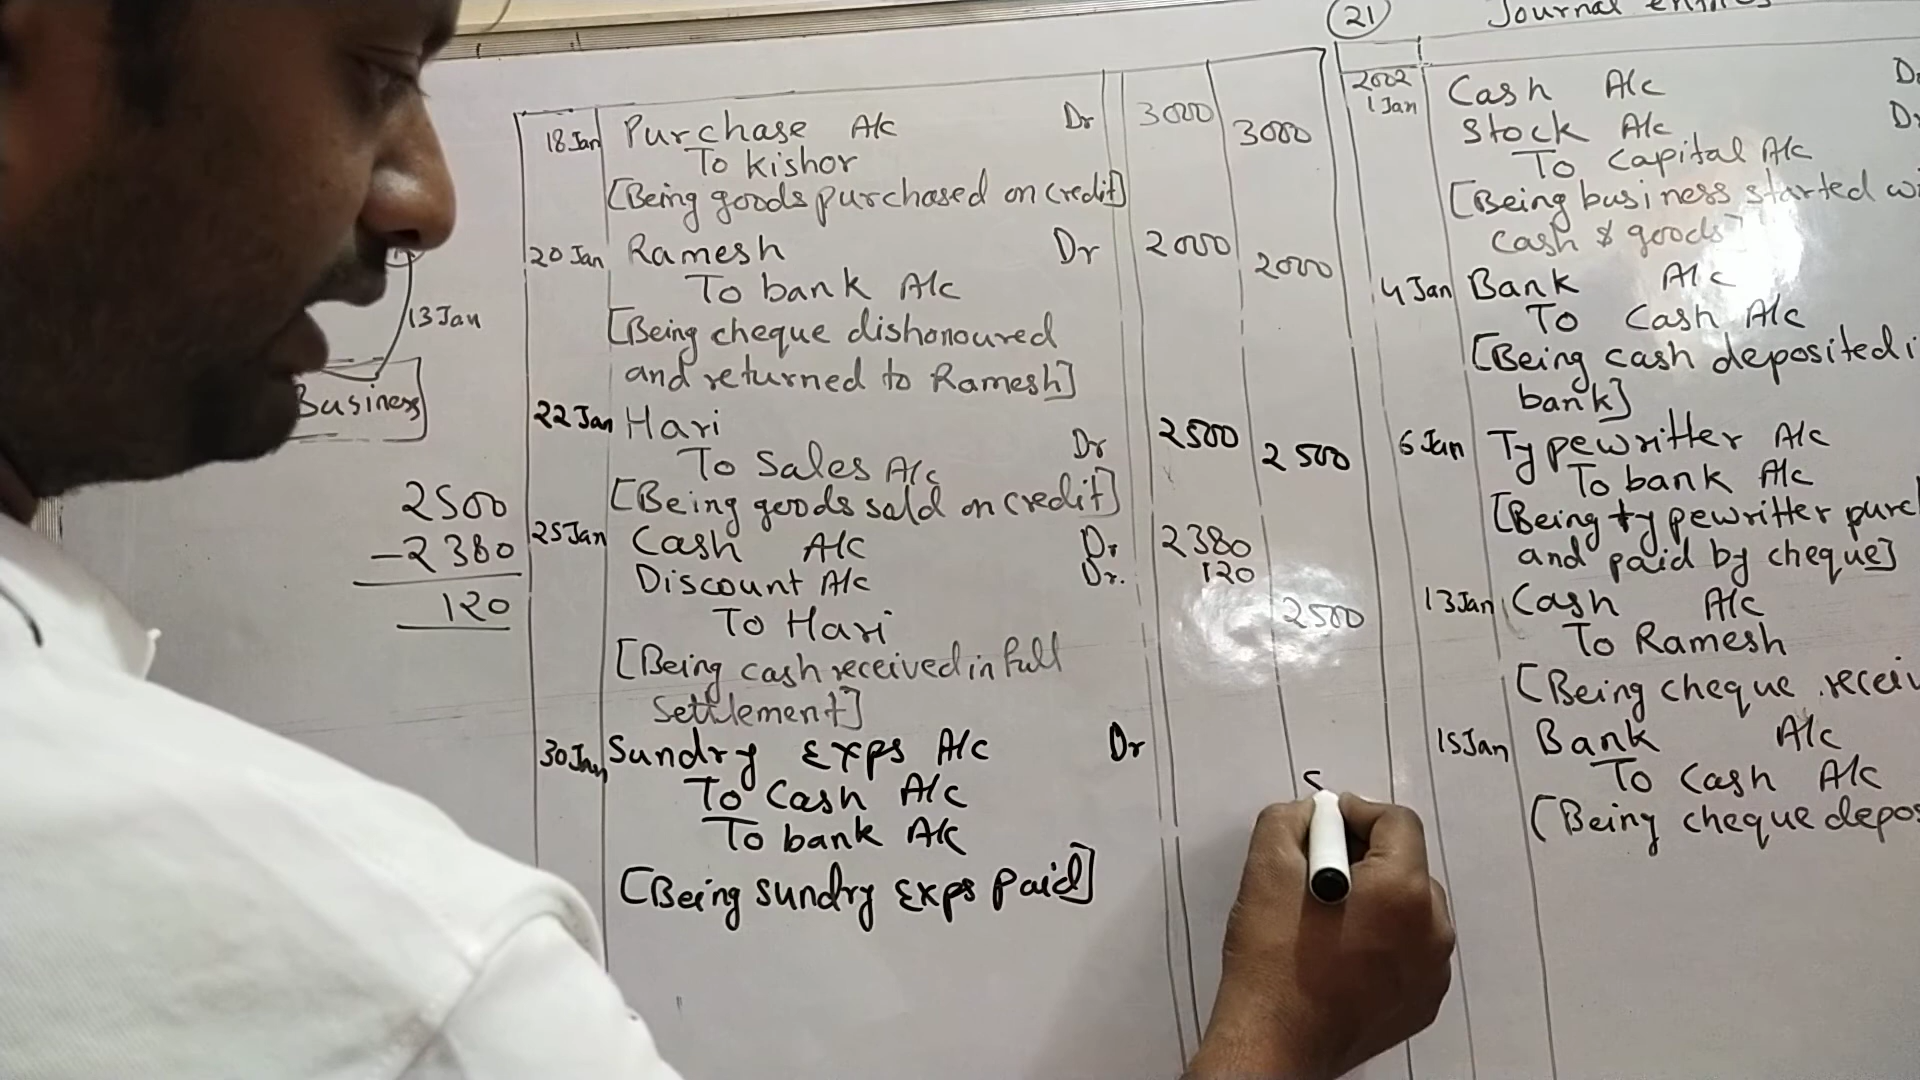 21
Journal entries
18 Jan Purchase A/c Dr 3000
To Kishor 3000
[Being goods purchased on credit]
20 Jan Ramesh Dr 2000
To bank A/c 2000
[Being cheque dishonoured
and returned to Ramesh]
22 Jan Hari Dr 2500
To Sales A/c 2500
[Being goods sold on credit]
25 Jan Cash A/c Dr 2380
Discount A/c Dr. 120
To Hari 2500
[Being cash received in full
Settlement]
30 Jan Sundry Exps A/c Dr
To Cash A/c
To bank A/c
[Being sundry Exps paid]
13 Jan
Business
2500
-2380
120
2002
1 Jan Cash A/c
Stock A/c
To Capital A/c
[Being business started
cash & goods]
4 Jan Bank A/c
To Cash A/c
[Being cash deposited
bank]
6 Jan Typewritter A/c
To bank A/c
[Being typewritter
and paid by cheque]
13 Jan Cash A/c
To Ramesh
[Being cheque
15 Jan Bank A/c
To Cash A/c
[Being cheque